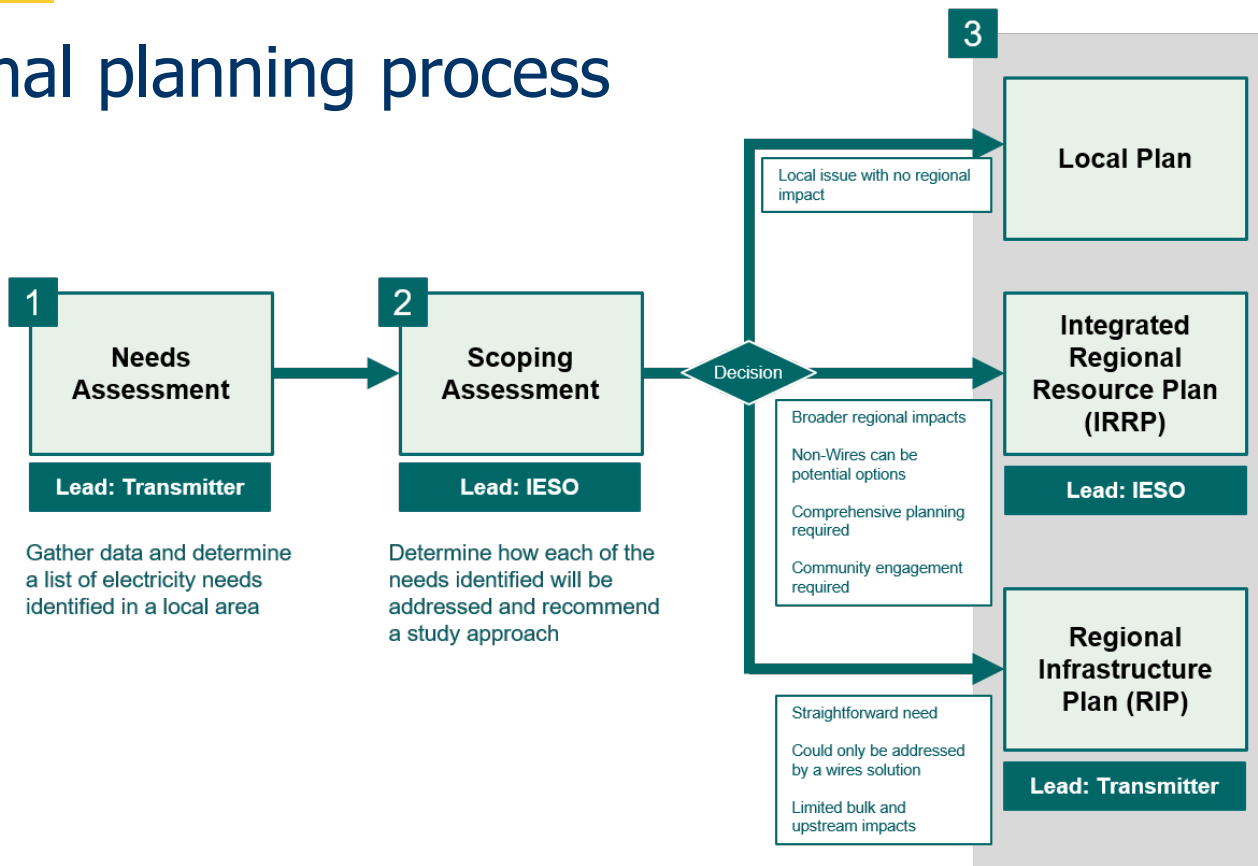 nal planning process
3
Local Plan
Local issue with no regional
impact
1
Needs
Assessment
Lead: Transmitter
Gather data and determine
a list of electricity needs
identified in a local area
2
Scoping
Assessment
Lead: IESO
Determine how each of the
needs identified will be
addressed and recommend
a study approach
Decision
Integrated
Regional
Resource Plan
(IRRP)
Lead: IESO
Broader regional impacts
Non-Wires can be
potential options
Comprehensive planning
required
Community engagement
required
Regional
Infrastructure
Plan (RIP)
Lead: Transmitter
Straightforward need
Could only be addressed
by a wires solution
Limited bulk and
upstream impacts